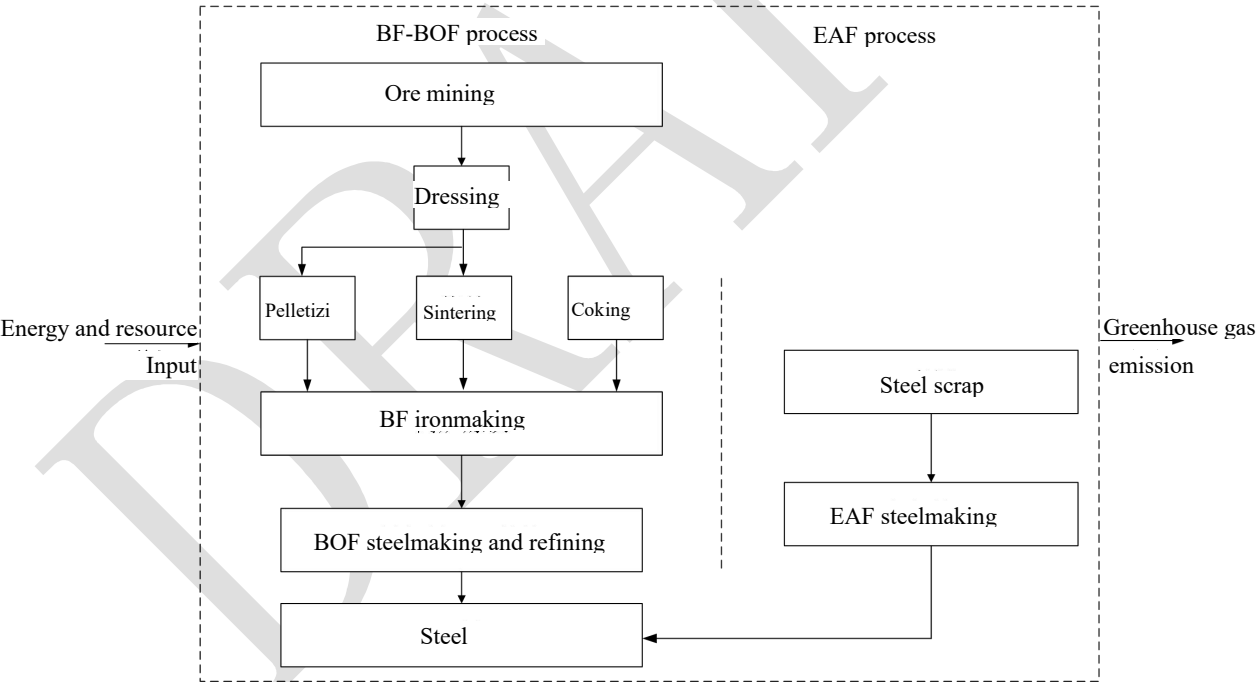 BF-BOF process
EAF process
Ore mining
Dressing
Pelletizi
Sintering
Coking
Energy and resource
Input
Greenhouse gas
emission
BF ironmaking
Steel scrap
EAF steelmaking
BOF steelmaking and refining
Steel
DRAF